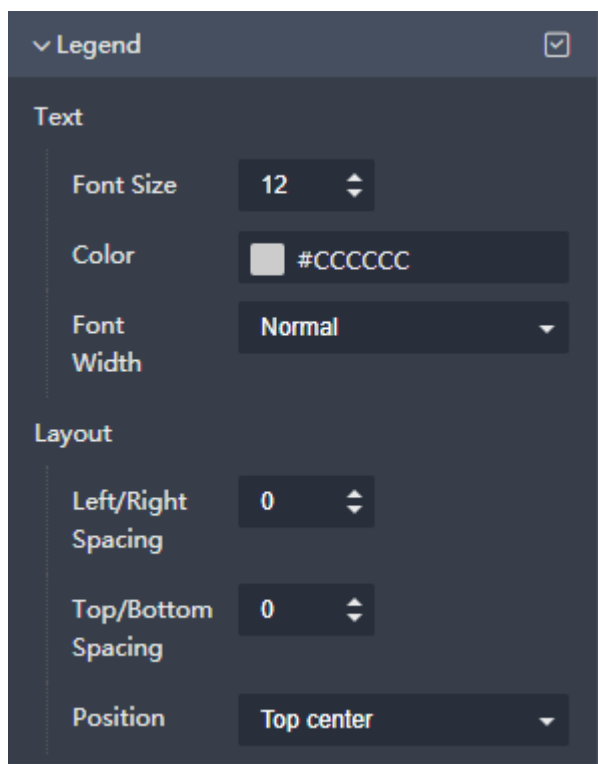 Legend
Text
Font Size 12
Color #CCCCCC
Font Width Normal
Layout
Left/Right Spacing 0
Top/Bottom Spacing 0
Position Top center